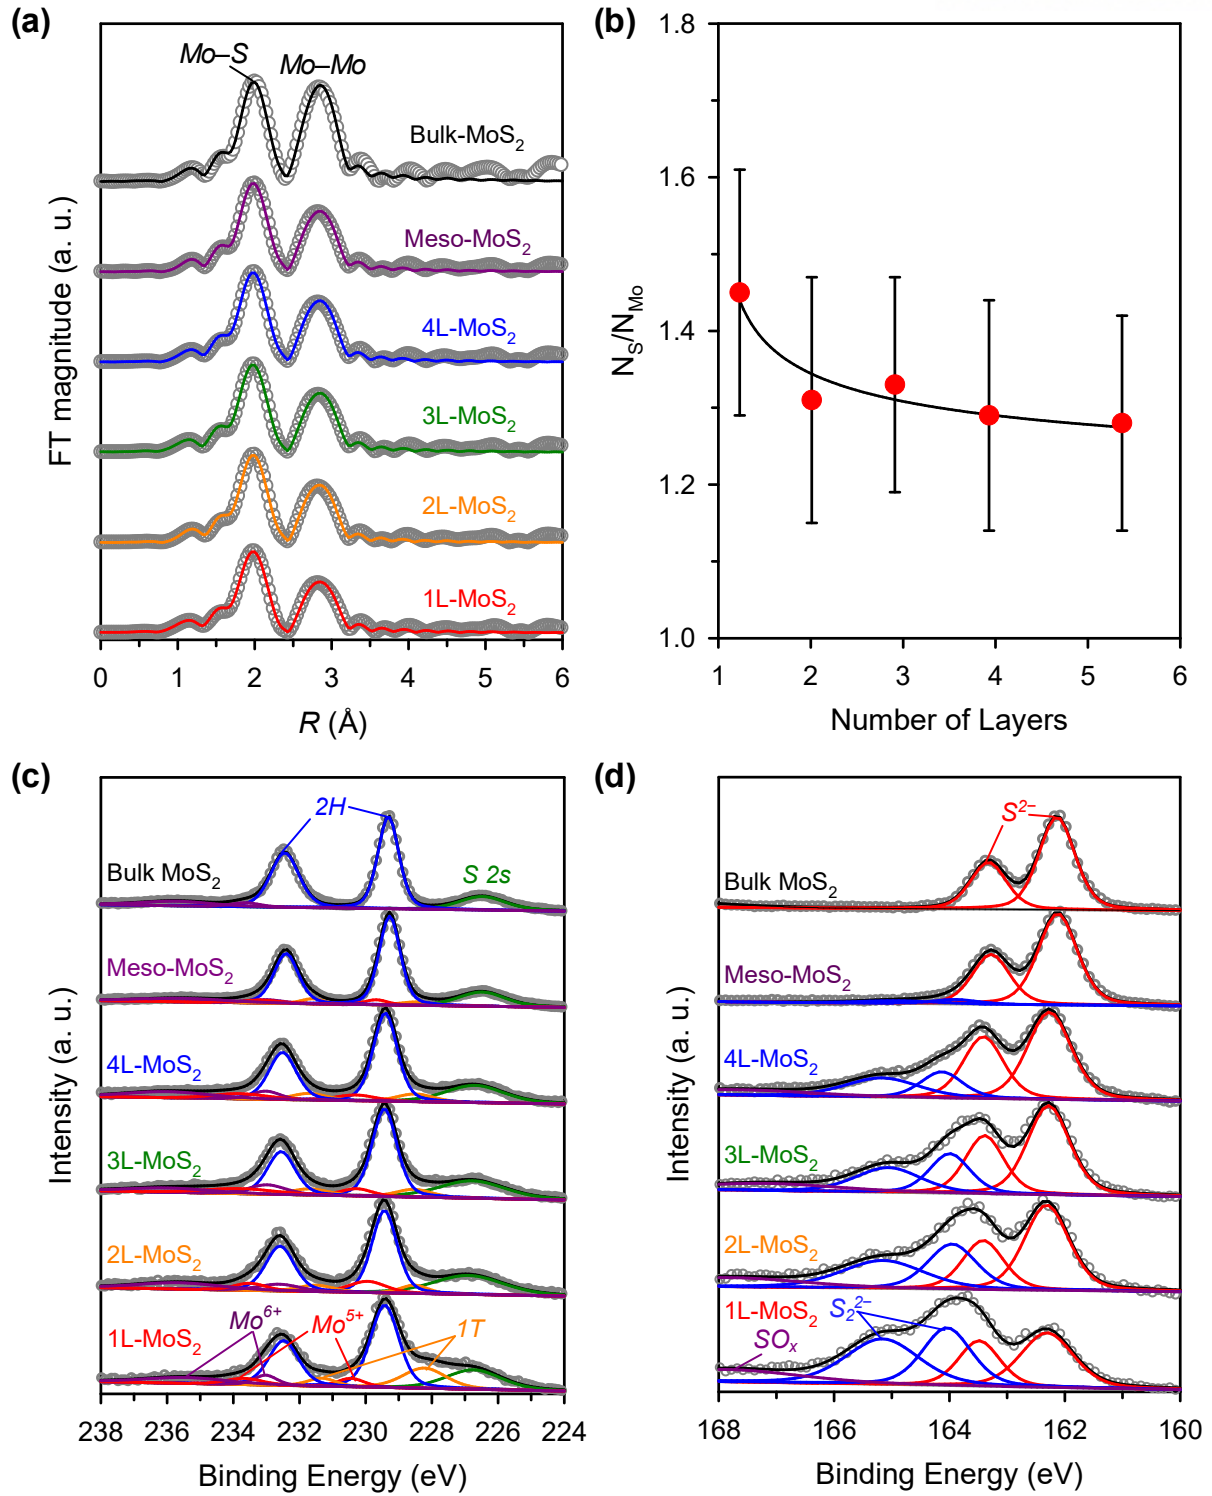 (a)
Mo–S
Mo–Mo
Bulk-MoS2
Meso-MoS2
4L-MoS2
3L-MoS2
2L-MoS2
1L-MoS2
FT magnitude (a. u.)
0 1 2 3 4 5 6
R (Å)
(b)
1.8
1.6
1.4
1.2
1.0
NS/NMo
1 2 3 4 5 6
Number of Layers
(c)
2H
Bulk MoS2
S 2s
Meso-MoS2
4L-MoS2
3L-MoS2
2L-MoS2
Mo6+
Mo5+
1T
1L-MoS2
Intensity (a. u.)
238 236 234 232 230 228 226 224
Binding Energy (eV)
(d)
S2−
Bulk MoS2
Meso-MoS2
4L-MoS2
3L-MoS2
2L-MoS2
1L-MoS2
S22−
SOx
Intensity (a. u.)
168 166 164 162 160
Binding Energy (eV)